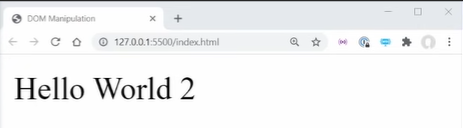 DOM Manipulation
127.0.0.1:5500/index.html
Hello World 2